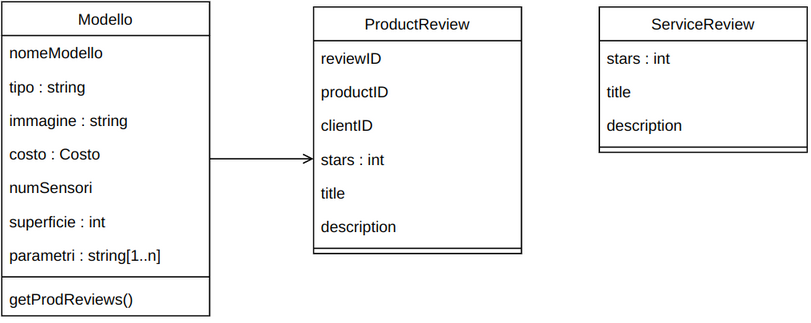 Modello
nomeModello
tipo : string
immagine : string
costo : Costo
numSensori
superficie : int
parametri : string[1..n]
getProdReviews()
ProductReview
reviewID
productID
clientID
stars : int
title
description
ServiceReview
stars : int
title
description